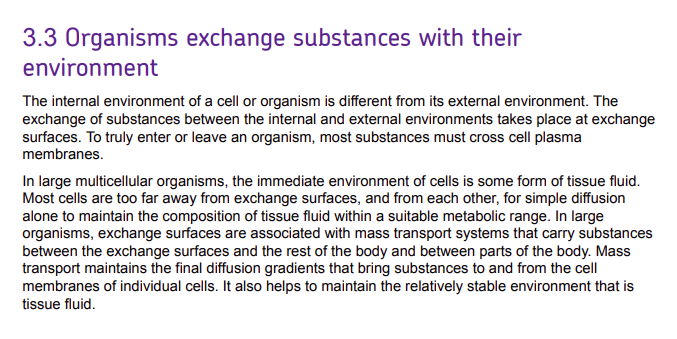 3.3 Organisms exchange substances with their
environment
The internal environment of a cell or organism is different from its external environment. The
exchange of substances between the internal and external environments takes place at exchange
surfaces. To truly enter or leave an organism, most substances must cross cell plasma
membranes.
In large multicellular organisms, the immediate environment of cells is some form of tissue fluid.
Most cells are too far away from exchange surfaces, and from each other, for simple diffusion
alone to maintain the composition of tissue fluid within a suitable metabolic range. In large
organisms, exchange surfaces are associated with mass transport systems that carry substances
between the exchange surfaces and the rest of the body and between parts of the body. Mass
transport maintains the final diffusion gradients that bring substances to and from the cell
membranes of individual cells. It also helps to maintain the relatively stable environment that is
tissue fluid.